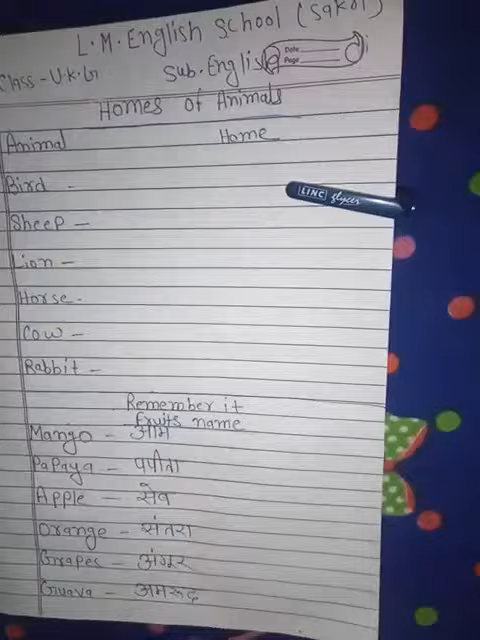 L.M. English School (Sakri)
Class - U.K.G Sub. English
Date
Page
Homes of Animals
Animal Home
Bird -
LINC glycer
Sheep -
Lion -
Horse -
Cow -
Rabbit -
Remember it
fruits name
Mango - आम
Papaya - पपीता
Apple - सेव
Orange - संतरा
Grapes - अंगूर
Guava - अमरूद